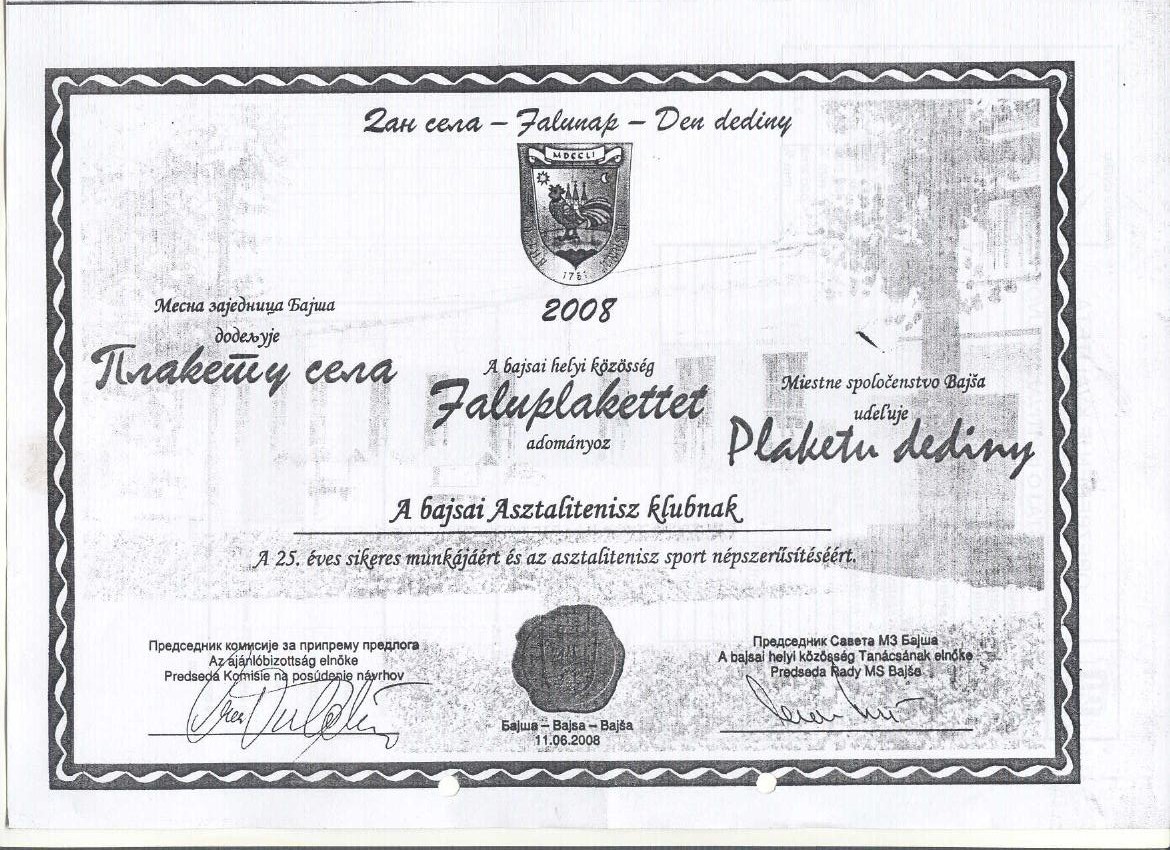 Дан села – Falunap – Den dediny
MDCCLI
1751
2008
Месна заједница Бајша
додељује
Плакету села
A bajsai helyi közösség
Faluplakettet
adományoz
Miestne spoločenstvo Bajša
udeľuje
Plaketu dediny
A bajsai Asztalitenisz klubnak
A 25. éves sikeres munkájáért és az asztalitenisz sport népszerűsítéséért.
Председник комисије за припрему предлога
Az ajánlóbizottság elnöke
Predseda Komisie na posúdenie návrhov
Председник Савета МЗ Бајша
A bajsai helyi közösség Tanácsának elnöke
Predseda Rady MS Bajše
Бајша – Bajsa – Bajša
11.06.2008